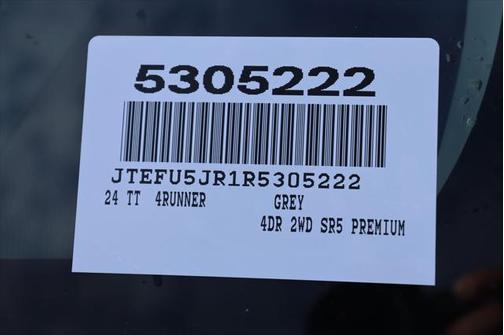 5305222
JTEFU5JR1R5305222
24 TT 4RUNNER GREY
4DR 2WD SR5 PREMIUM